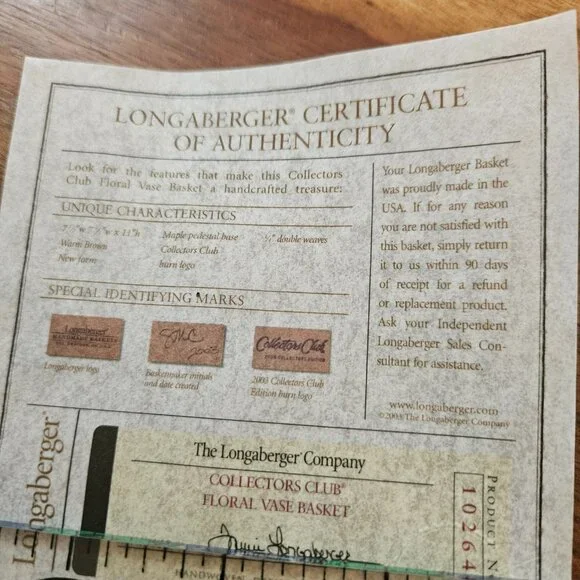 LONGABERGER® CERTIFICATE
OF AUTHENTICITY
Look for the features that make this Collectors
Club Floral Vase Basket a handcrafted treasure:
UNIQUE CHARACTERISTICS
x 11"h
Warm Brown
New form
Maple pedestal base
Collectors Club
burn logo
¼" double weaves
SPECIAL IDENTIFYING MARKS
Longaberger
HANDMADE BASKETS
Longaberger logo
2003
Basketmaker initials
and date created
Collectors Club
2003 Collectors Club
Edition burn logo
Your Longaberger Basket
was proudly made in the
USA. If for any reason
you are not satisfied with
this basket, simply return
it to us within 90 days
of receipt for a refund
or replacement product.
Ask your Independent
Longaberger Sales Con-
sultant for assistance.
www.longaberger.com
©2003 The Longaberger Company
Longaberger
The Longaberger Company
COLLECTORS CLUB®
FLORAL VASE BASKET
Longaberger
HANDWOVEN
PRODUCT N
10264